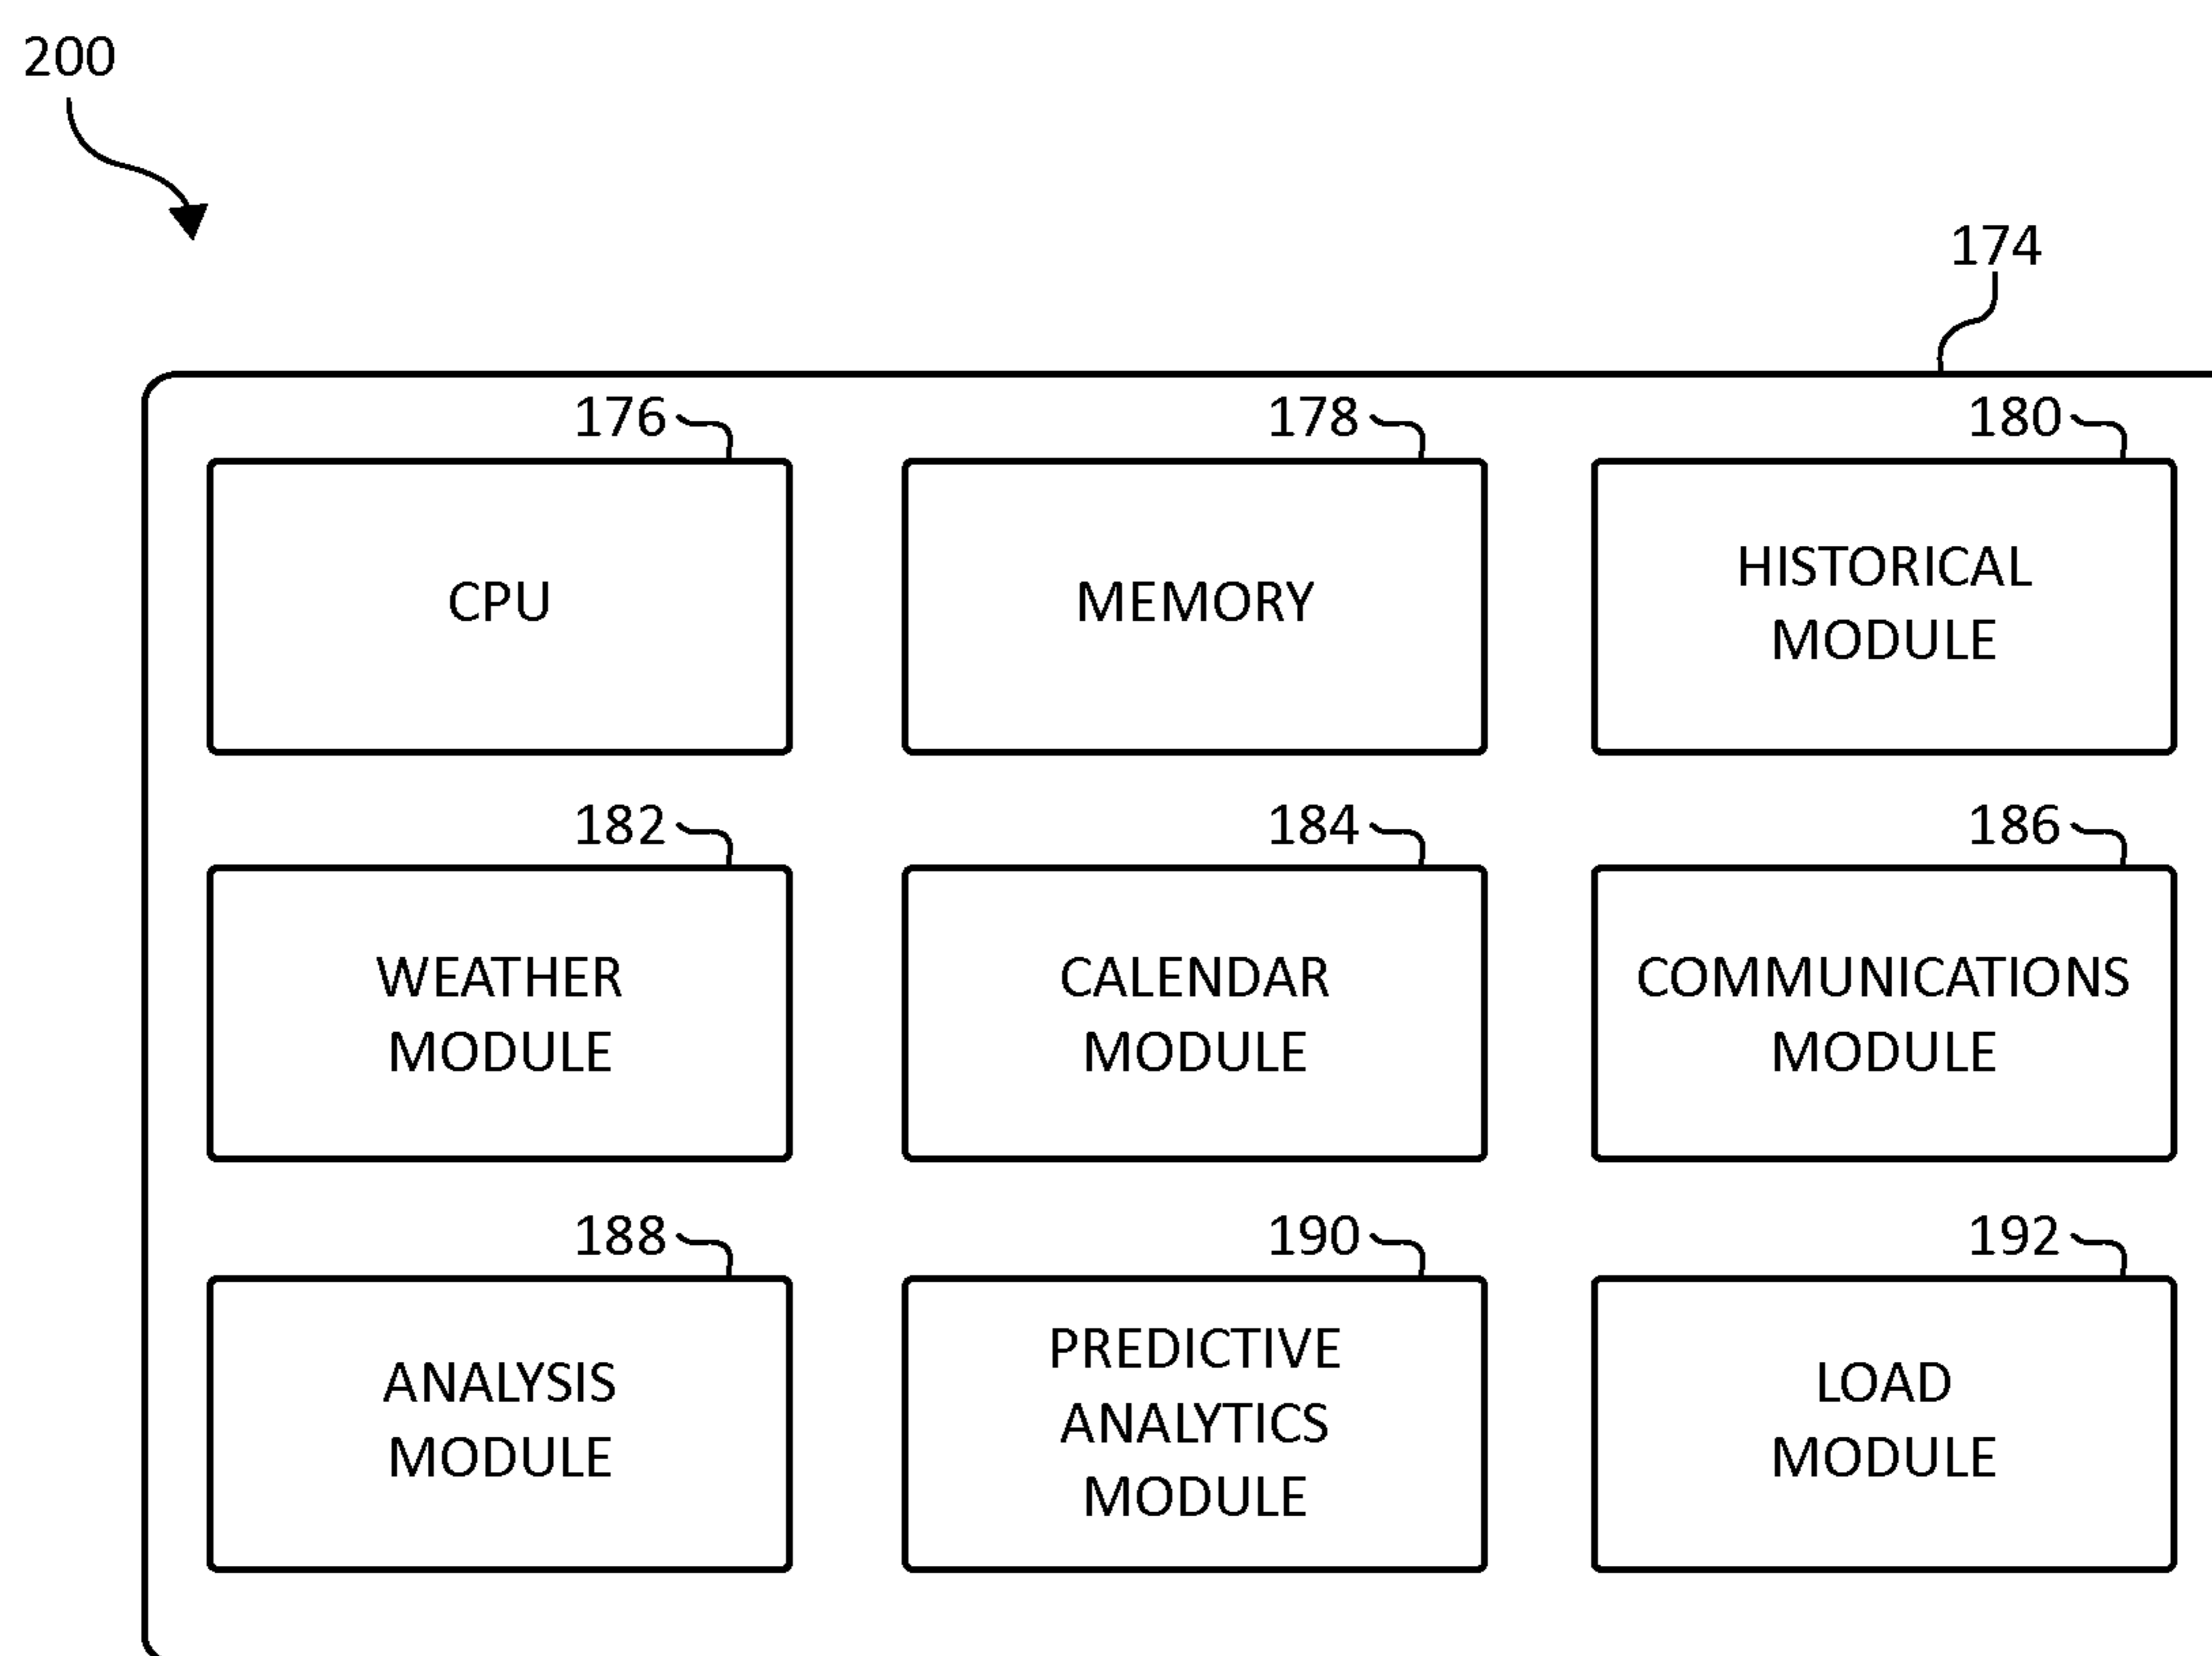 200
174
176
178
180
CPU
MEMORY
HISTORICAL
MODULE
182
184
186
WEATHER
MODULE
CALENDAR
MODULE
COMMUNICATIONS
MODULE
188
190
192
ANALYSIS
MODULE
PREDICTIVE
ANALYTICS
MODULE
LOAD
MODULE